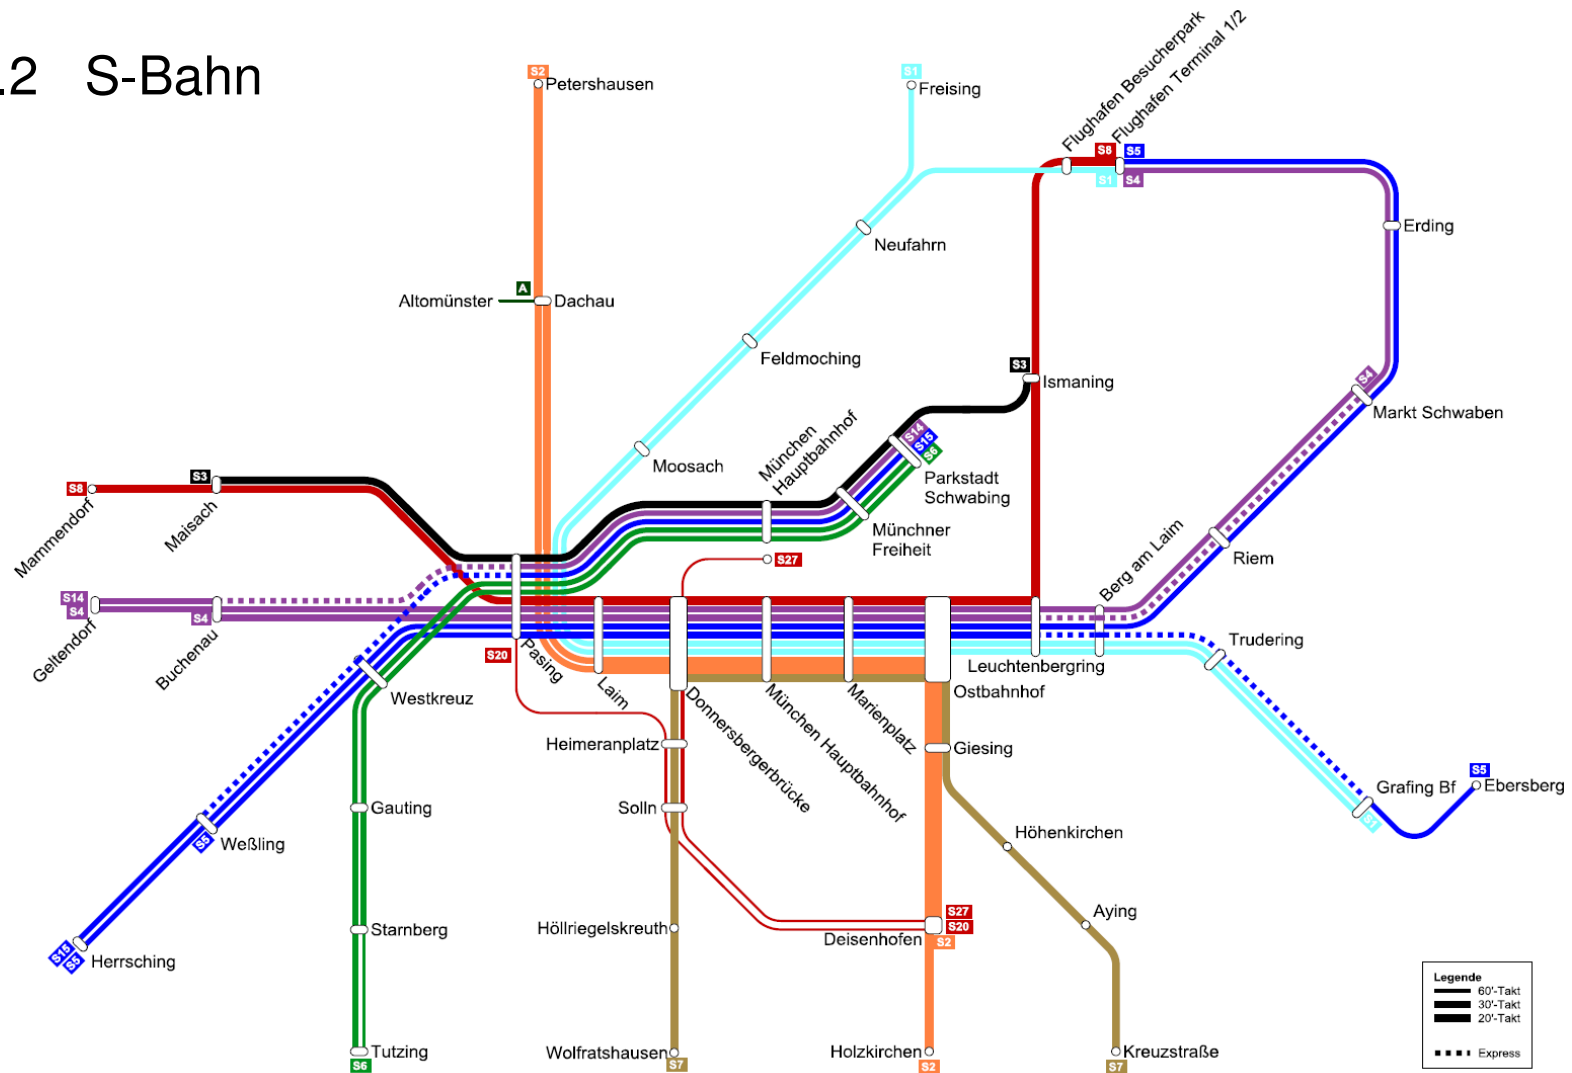 .2 S-Bahn
S2
Petershausen
S1
Freising
Flughafen Besucherpark
Flughafen Terminal 1/2
S8
S5
S1
S4
Erding
Neufahrn
A
Altomünster
Dachau
Feldmoching
S3
Ismaning
S4
Markt Schwaben
München
Hauptbahnhof
S14
S15
S6
Moosach
Parkstadt
Schwabing
S3
S8
Maisach
Mammendorf
Münchner
Freiheit
Riem
Berg am Laim
S27
S14
S4
S4
Geltendorf
Buchenau
S20
Pasing
Trudering
Leuchtenbergring
Laim
Donnersbergerbrücke
München Hauptbahnhof
Marienplatz
Ostbahnhof
Westkreuz
Heimeranplatz
Giesing
Grafing Bf
S5
Ebersberg
S1
Gauting
Solln
Höhenkirchen
S5
Weßling
Aying
S27
S20
Starnberg
Höllriegelskreuth
Deisenhofen
S2
S15
S5
Herrsching
Tutzing
S6
Wolfratshausen
S7
Holzkirchen
S2
Kreuzstraße
S7
Legende
60'-Takt
30'-Takt
20'-Takt
Express